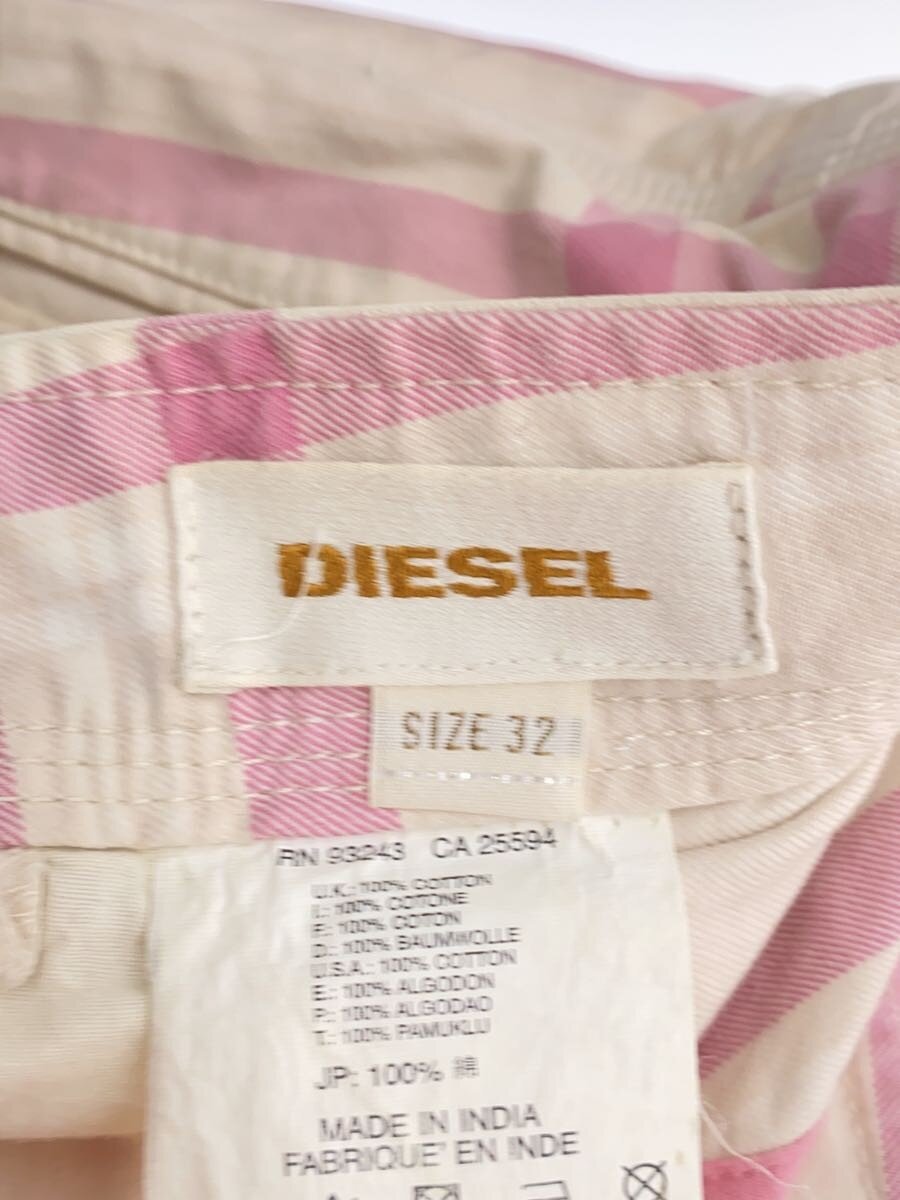 DIESEL
SIZE 32
RN 93243 CA 25594
U.K.: 100% COTTON
I.: 100% COTONE
F.: 100% COTON
D.: 100% BAUMWOLLE
U.S.A.: 100% COTTON
E.: 100% ALGODON
P.: 100% ALGODAO
T.: 100% PAMUKLU
JP: 100% 綿
MADE IN INDIA
FABRIQUE' EN INDE